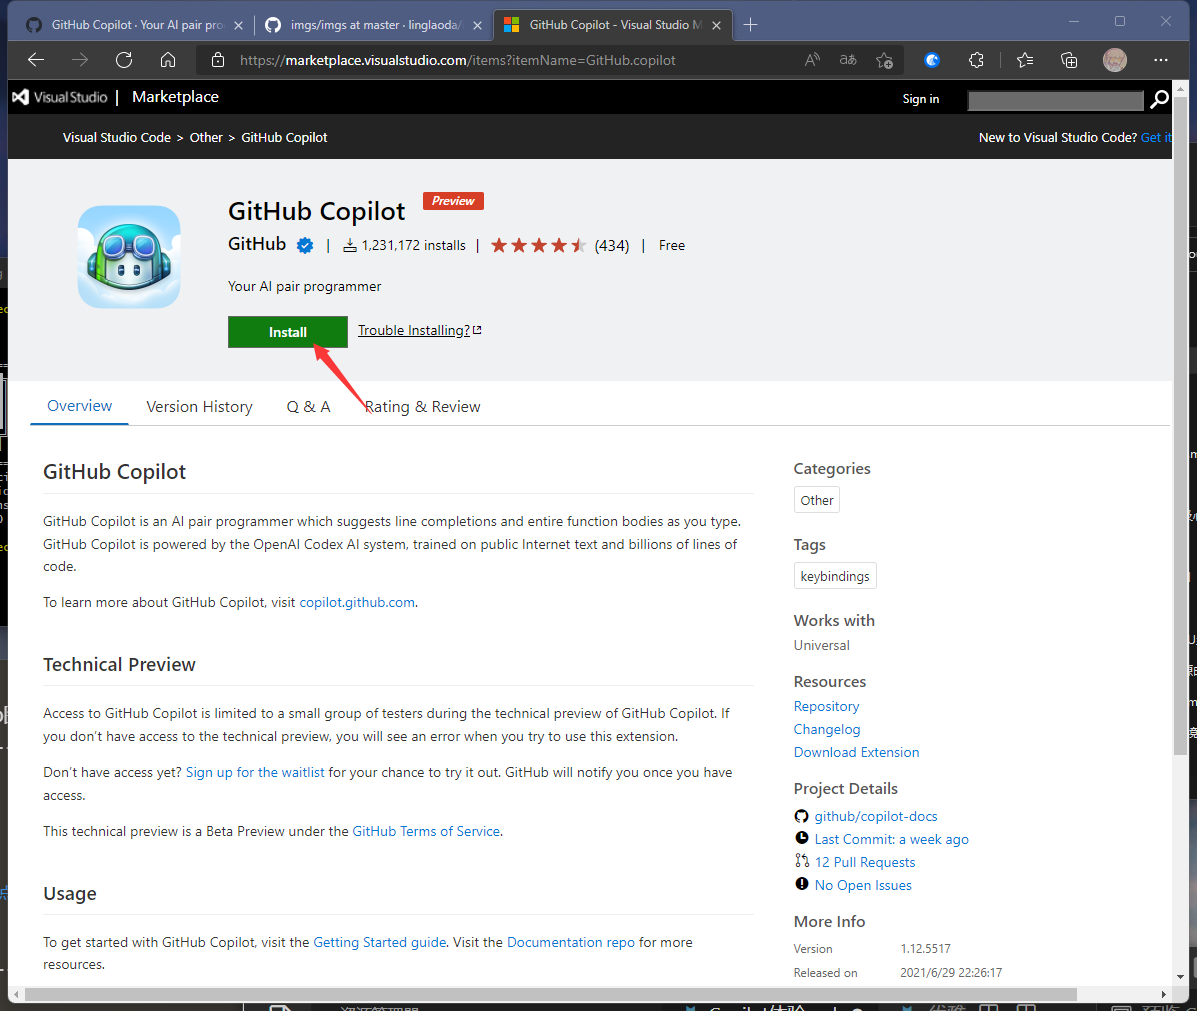 GitHub Copilot · Your AI pair pro
imgs/imgs at master · linglaoda/
GitHub Copilot - Visual Studio M
https://marketplace.visualstudio.com/items?itemName=GitHub.copilot
Visual Studio | Marketplace
Sign in
Visual Studio Code > Other > GitHub Copilot
New to Visual Studio Code? Get it
GitHub Copilot
Preview
GitHub | 1,231,172 installs | (434) | Free
Your AI pair programmer
Install
Trouble Installing?
Overview
Version History
Q & A
Rating & Review
GitHub Copilot
GitHub Copilot is an AI pair programmer which suggests line completions and entire function bodies as you type.
GitHub Copilot is powered by the OpenAI Codex AI system, trained on public Internet text and billions of lines of
code.
To learn more about GitHub Copilot, visit copilot.github.com.
Technical Preview
Access to GitHub Copilot is limited to a small group of testers during the technical preview of GitHub Copilot. If
you don’t have access to the technical preview, you will see an error when you try to use this extension.
Don’t have access yet? Sign up for the waitlist for your chance to try it out. GitHub will notify you once you have
access.
This technical preview is a Beta Preview under the GitHub Terms of Service.
Usage
To get started with GitHub Copilot, visit the Getting Started guide. Visit the Documentation repo for more
resources.
Categories
Other
Tags
keybindings
Works with
Universal
Resources
Repository
Changelog
Download Extension
Project Details
github/copilot-docs
Last Commit: a week ago
12 Pull Requests
No Open Issues
More Info
Version 1.12.5517
Released on 2021/6/29 22:26:17